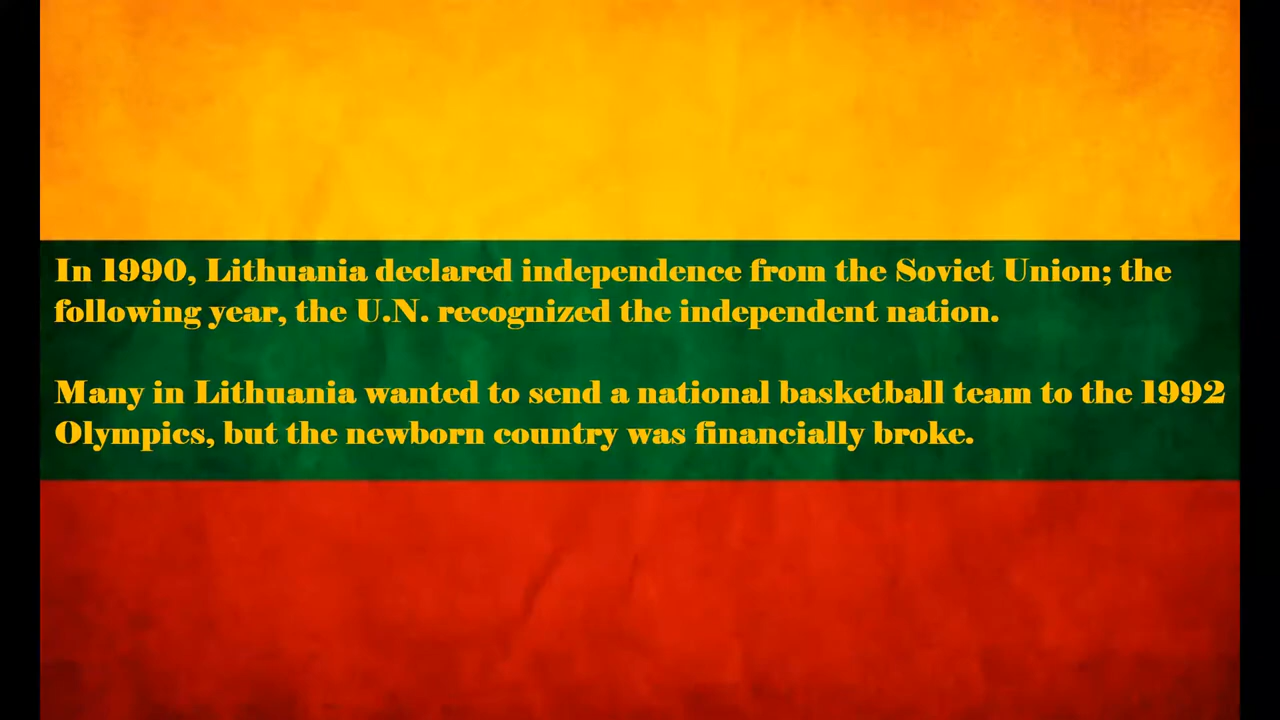 In 1990, Lithuania declared independence from the Soviet Union; the
following year, the U.N. recognized the independent nation.
Many in Lithuania wanted to send a national basketball team to the 1992
Olympics, but the newborn country was financially broke.